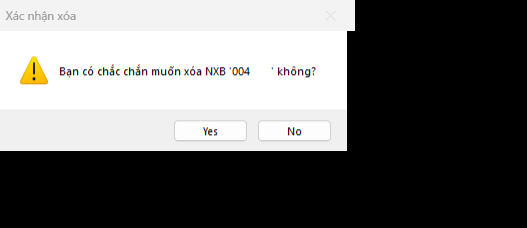 Xác nhận xóa
Bạn có chắc chắn muốn xóa NXB '004      ' không?
Yes
No